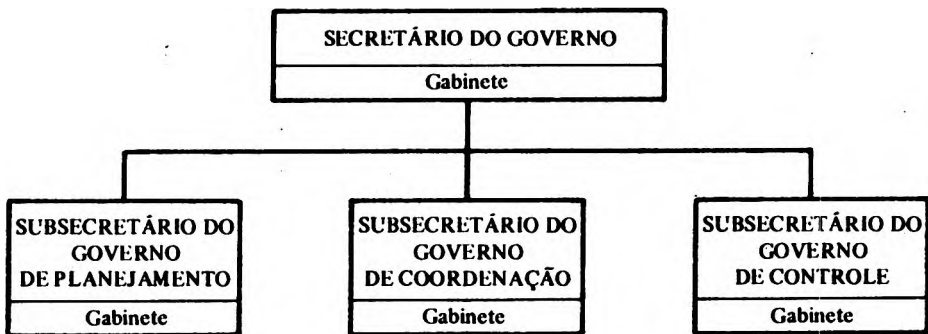 SECRETÁRIO DO GOVERNO
Gabinete
SUBSECRETÁRIO DO
GOVERNO
DE PLANEJAMENTO
Gabinete
SUBSECRETÁRIO DO
GOVERNO
DE COORDENAÇÃO
Gabinete
SUBSECRETÁRIO DO
GOVERNO
DE CONTROLE
Gabinete